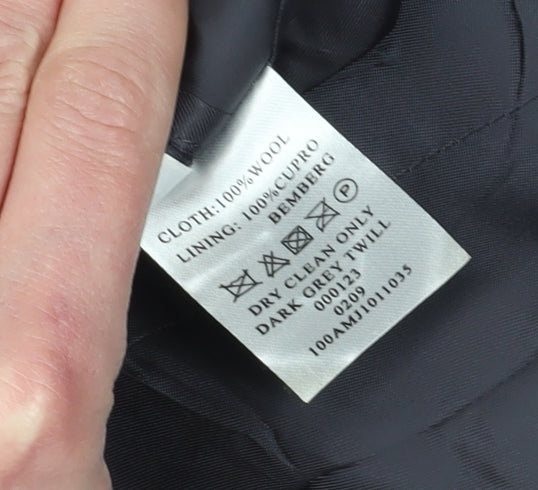 CLOTH:100%WOOL
LINING: 100%CUPRO
BEMBERG
P
DRY CLEAN ONLY
DARK GREY TWILL
000123
0209
100AMJ1011035